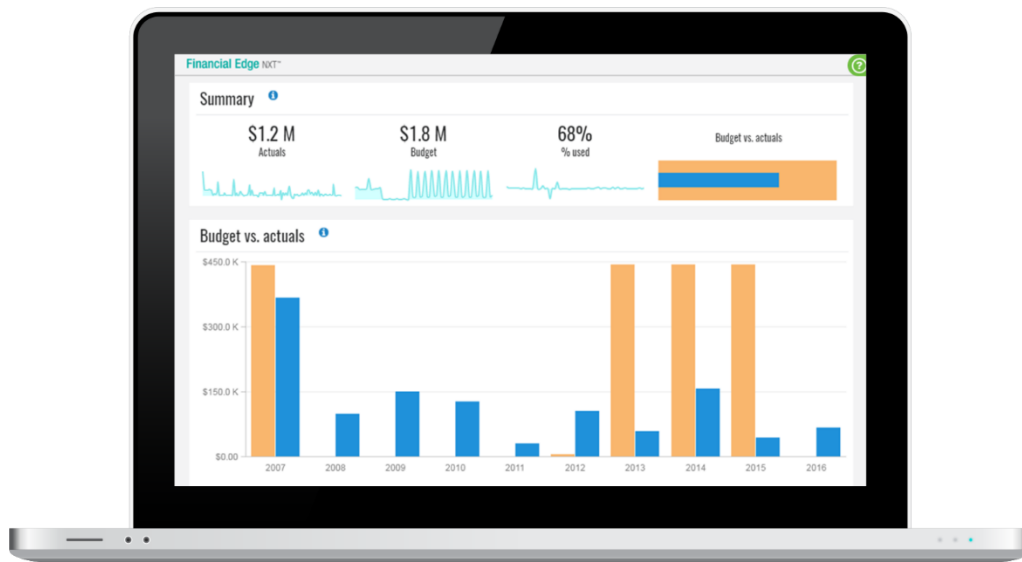 Financial Edge NXT™
?
Summary i
$1.2 M
Actuals
$1.8 M
Budget
68%
% used
Budget vs. actuals
Budget vs. actuals i
$450.0 K
$300.0 K
$150.0 K
$0.00
2007 2008 2009 2010 2011 2012 2013 2014 2015 2016